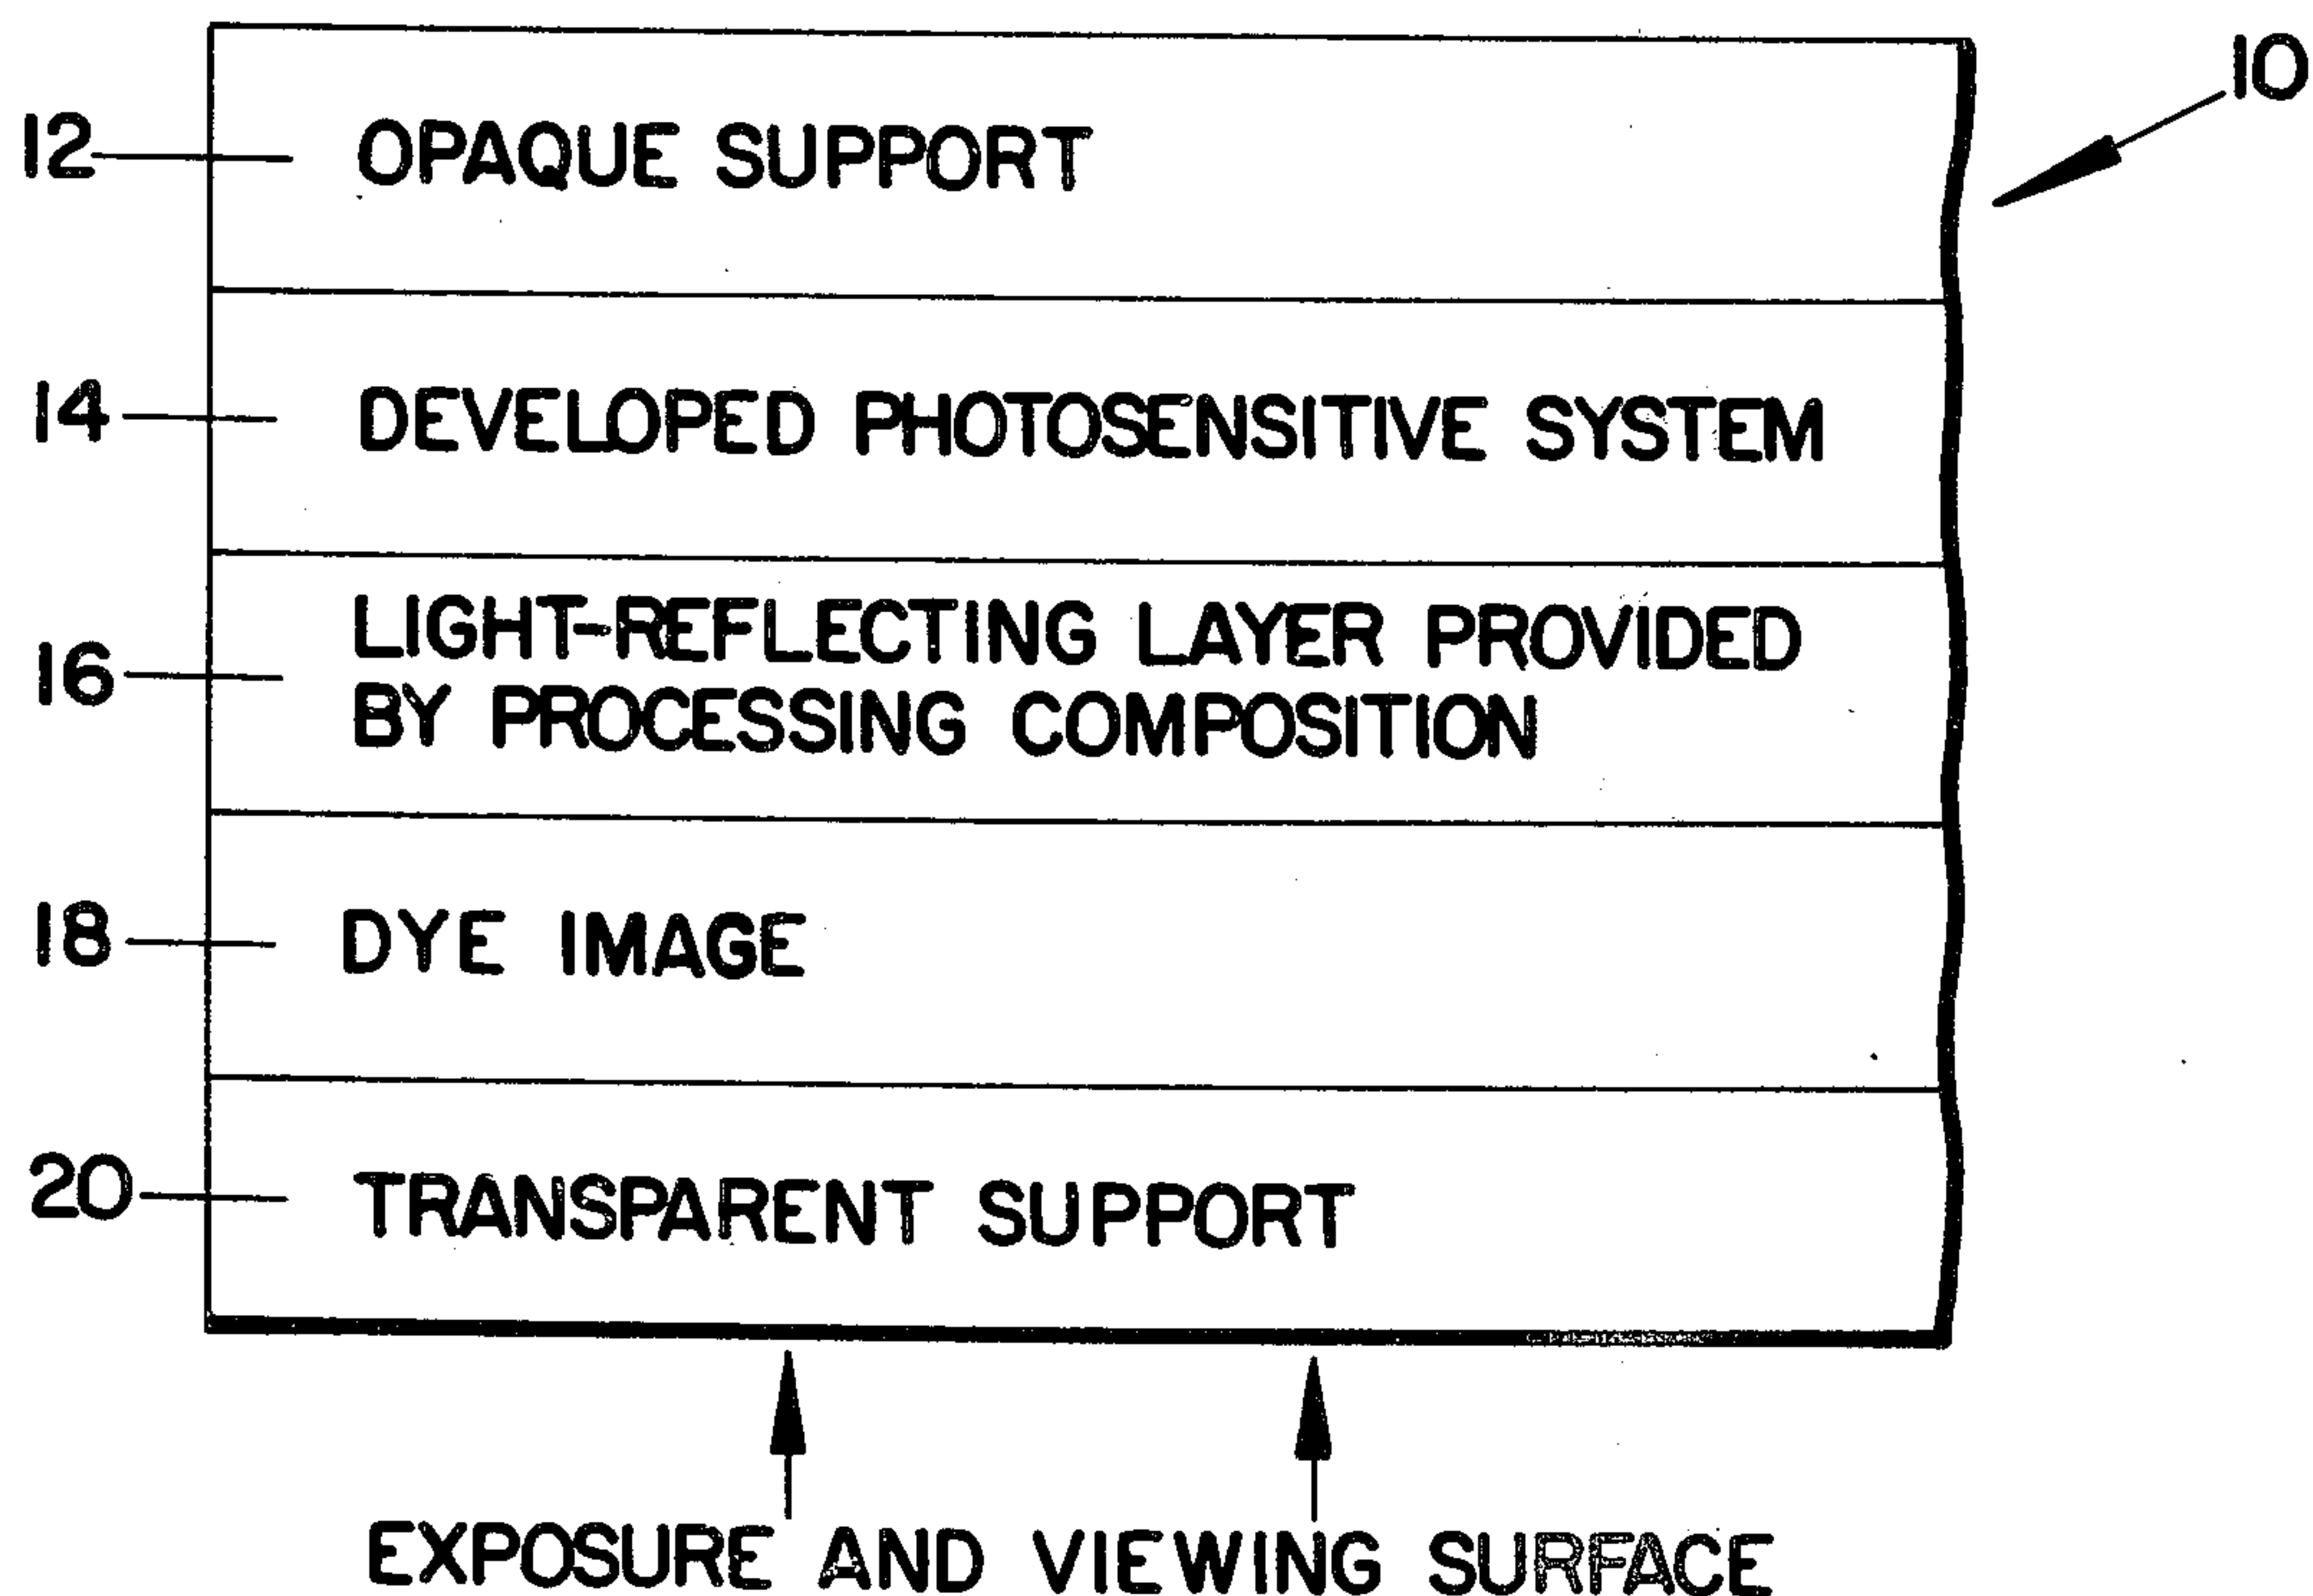 10
12 OPAQUE SUPPORT
14 DEVELOPED PHOTOSENSITIVE SYSTEM
16 LIGHT-REFLECTING LAYER PROVIDED
BY PROCESSING COMPOSITION
18 DYE IMAGE
20 TRANSPARENT SUPPORT
EXPOSURE AND VIEWING SURFACE